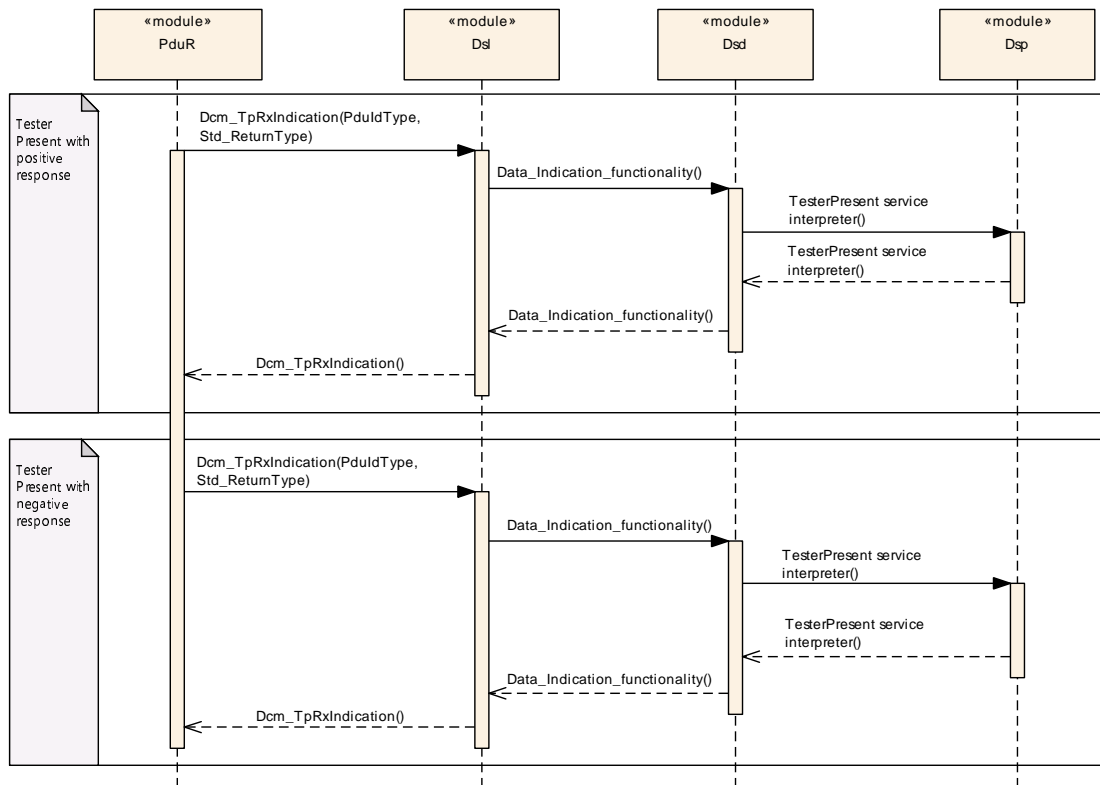 «module»
PduR
«module»
Dsl
«module»
Dsd
«module»
Dsp
Tester
Present with
positive
response
Dcm_TpRxIndication(PduIdType,
Std_ReturnType)
Data_Indication_functionality()
TesterPresent service
interpreter()
TesterPresent service
interpreter()
Data_Indication_functionality()
Dcm_TpRxIndication()
Tester
Present with
negative
response
Dcm_TpRxIndication(PduIdType,
Std_ReturnType)
Data_Indication_functionality()
TesterPresent service
interpreter()
TesterPresent service
interpreter()
Data_Indication_functionality()
Dcm_TpRxIndication()